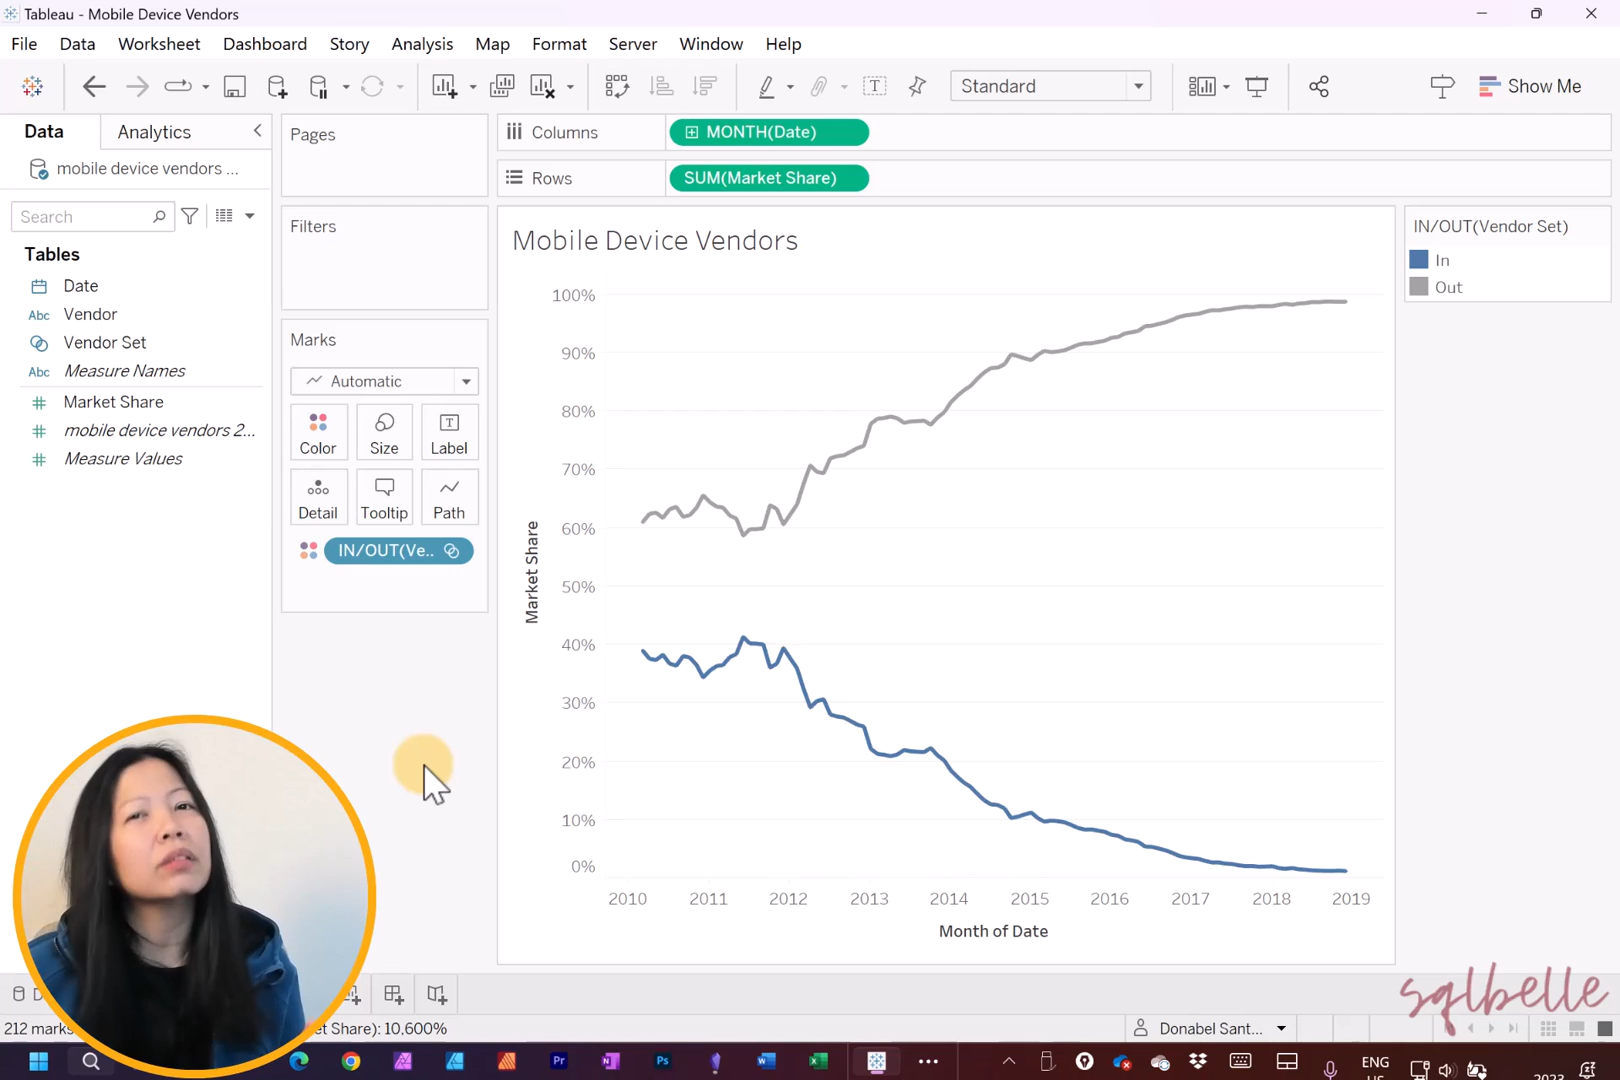 Tableau - Mobile Device Vendors
File Data Worksheet Dashboard Story Analysis Map Format Server Window Help
Standard
Show Me
Data Analytics
mobile device vendors ...
Search
Tables
Date
Abc Vendor
Vendor Set
Abc Measure Names
Market Share
mobile device vendors 2...
Measure Values
Pages
Filters
Marks
Automatic
Color Size Label
Detail Tooltip Path
IN/OUT(Ve..
Columns MONTH(Date)
Rows SUM(Market Share)
Mobile Device Vendors
100%
90%
80%
70%
60%
50%
40%
30%
20%
10%
0%
Market Share
2010 2011 2012 2013 2014 2015 2016 2017 2018 2019
Month of Date
IN/OUT(Vendor Set)
In
Out
sqlbelle
212 marks
et Share): 10,600%
Donabel Sant...
Pr
Ps
ENG